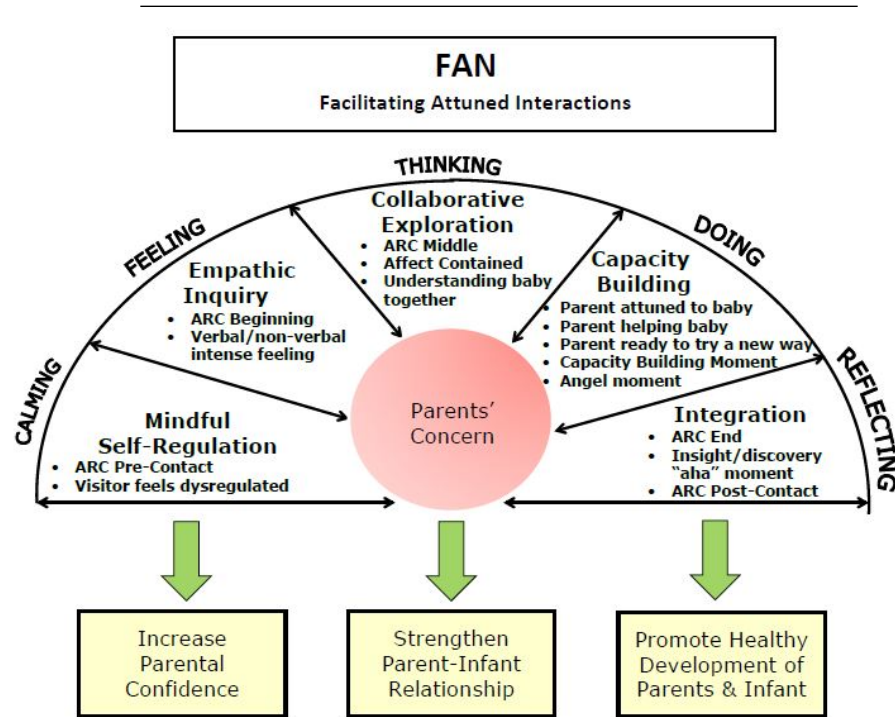 FAN
Facilitating Attuned Interactions
CALMING
FEELING
THINKING
DOING
REFLECTING
Mindful
Self-Regulation
• ARC Pre-Contact
• Visitor feels dysregulated
Empathic
Inquiry
• ARC Beginning
• Verbal/non-verbal
intense feeling
Collaborative
Exploration
• ARC Middle
• Affect Contained
• Understanding baby
together
Capacity
Building
• Parent attuned to baby
• Parent helping baby
• Parent ready to try a new way
• Capacity Building Moment
• Angel moment
Integration
• ARC End
• Insight/discovery
"aha" moment
• ARC Post-Contact
Parents’
Concern
Increase
Parental
Confidence
Strengthen
Parent-Infant
Relationship
Promote Healthy
Development of
Parents & Infant